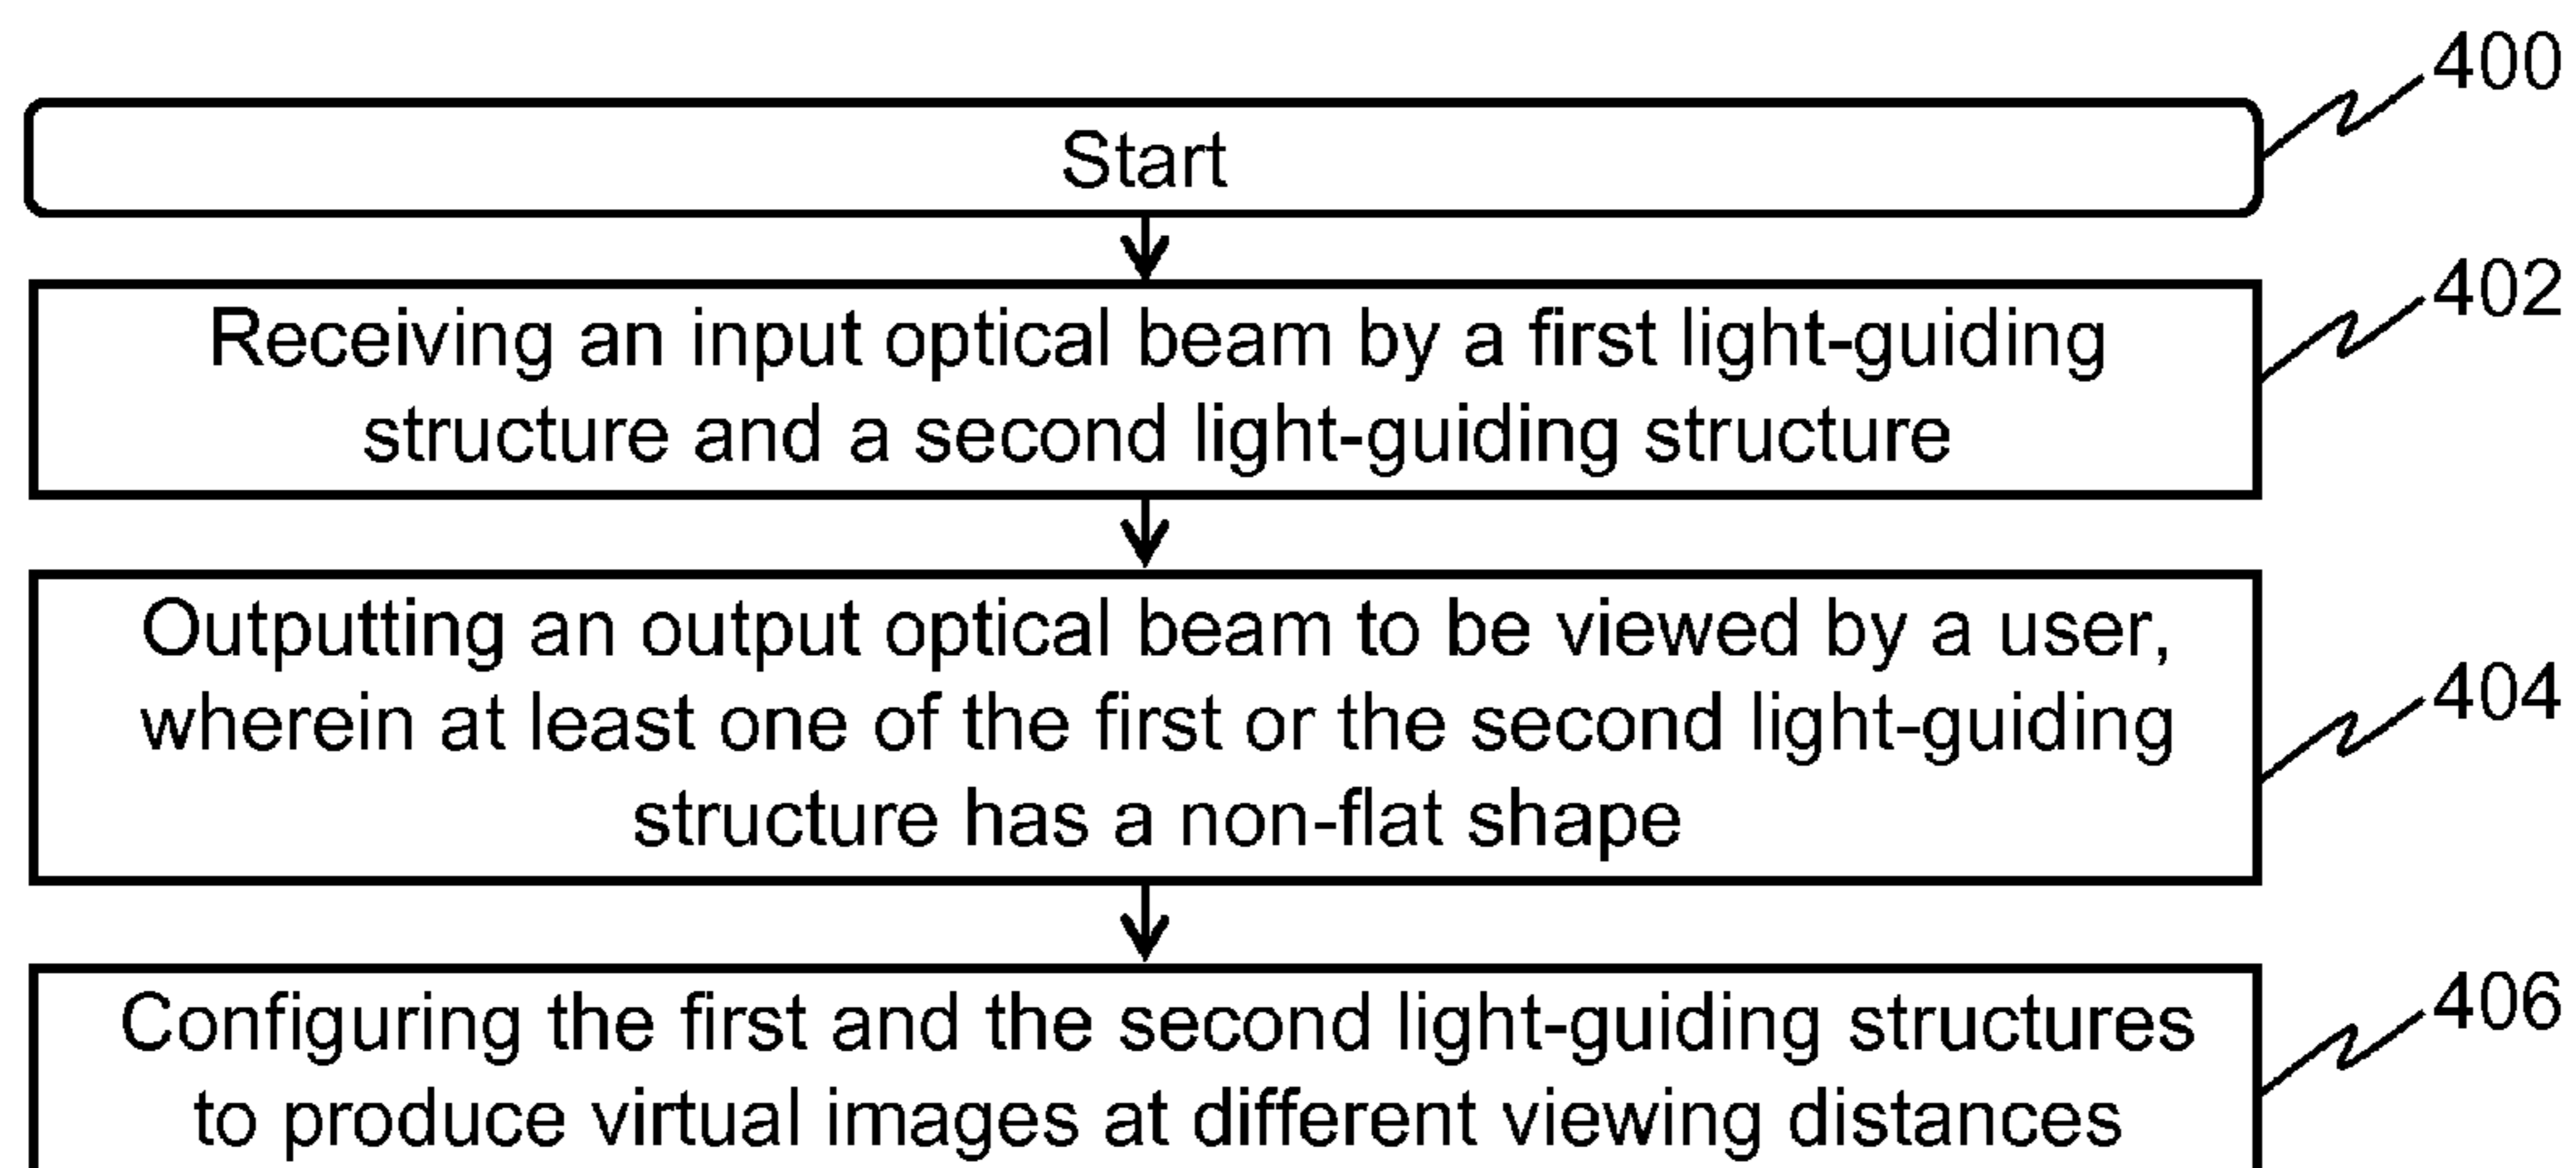 400
Start
402
Receiving an input optical beam by a first light-guiding
structure and a second light-guiding structure
Outputting an output optical beam to be viewed by a user,
wherein at least one of the first or the second light-guiding
404
structure has a non-flat shape
Configuring the first and the second light-guiding structures
406
to produce virtual images at different viewing distances